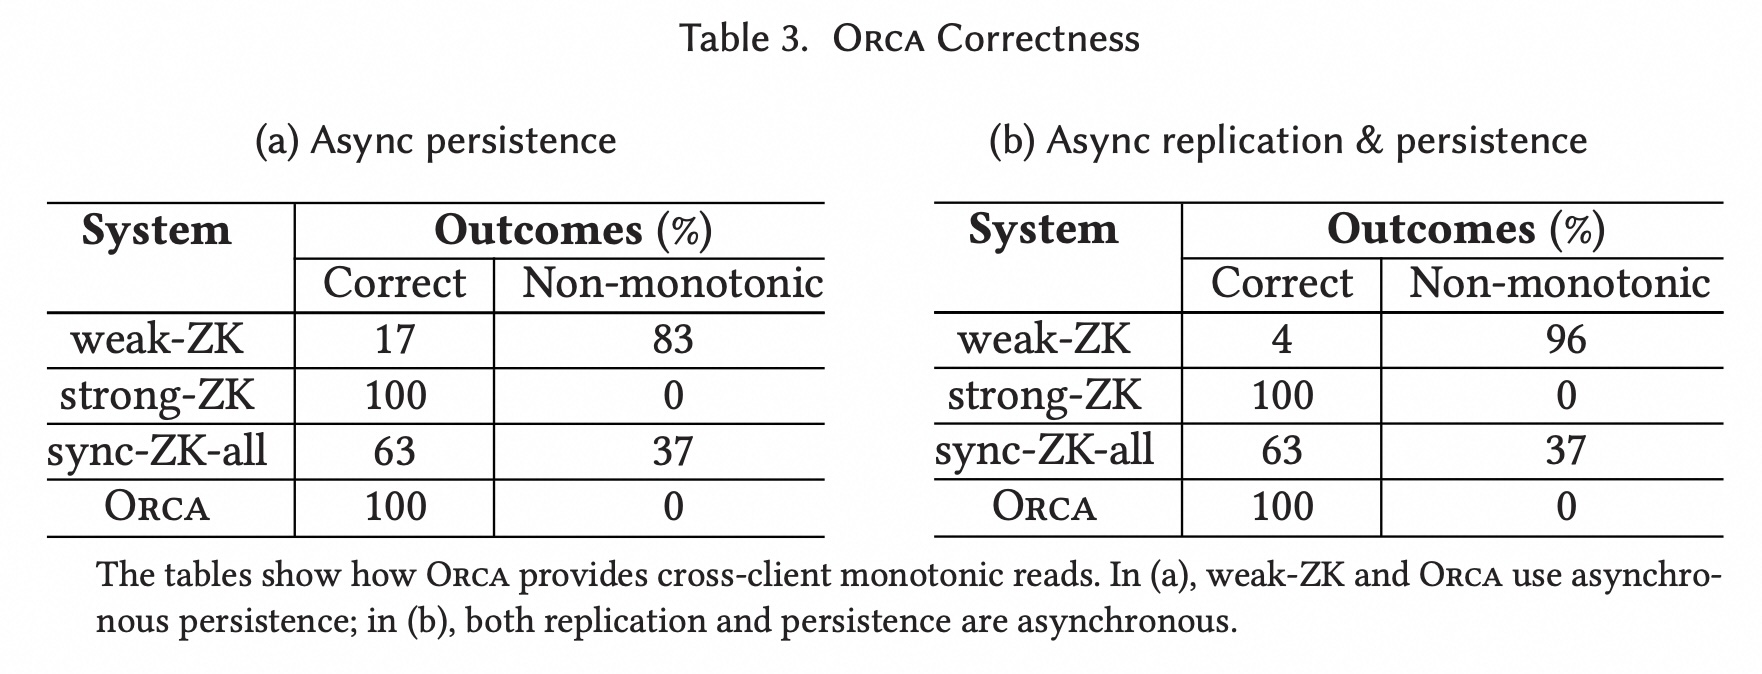 Table 3. ORCA Correctness
(a) Async persistence
System Outcomes (%)
Correct Non-monotonic
weak-ZK 17 83
strong-ZK 100 0
sync-ZK-all 63 37
ORCA 100 0
(b) Async replication & persistence
System Outcomes (%)
Correct Non-monotonic
weak-ZK 4 96
strong-ZK 100 0
sync-ZK-all 63 37
ORCA 100 0
The tables show how ORCA provides cross-client monotonic reads. In (a), weak-ZK and ORCA use asynchro-
nous persistence; in (b), both replication and persistence are asynchronous.